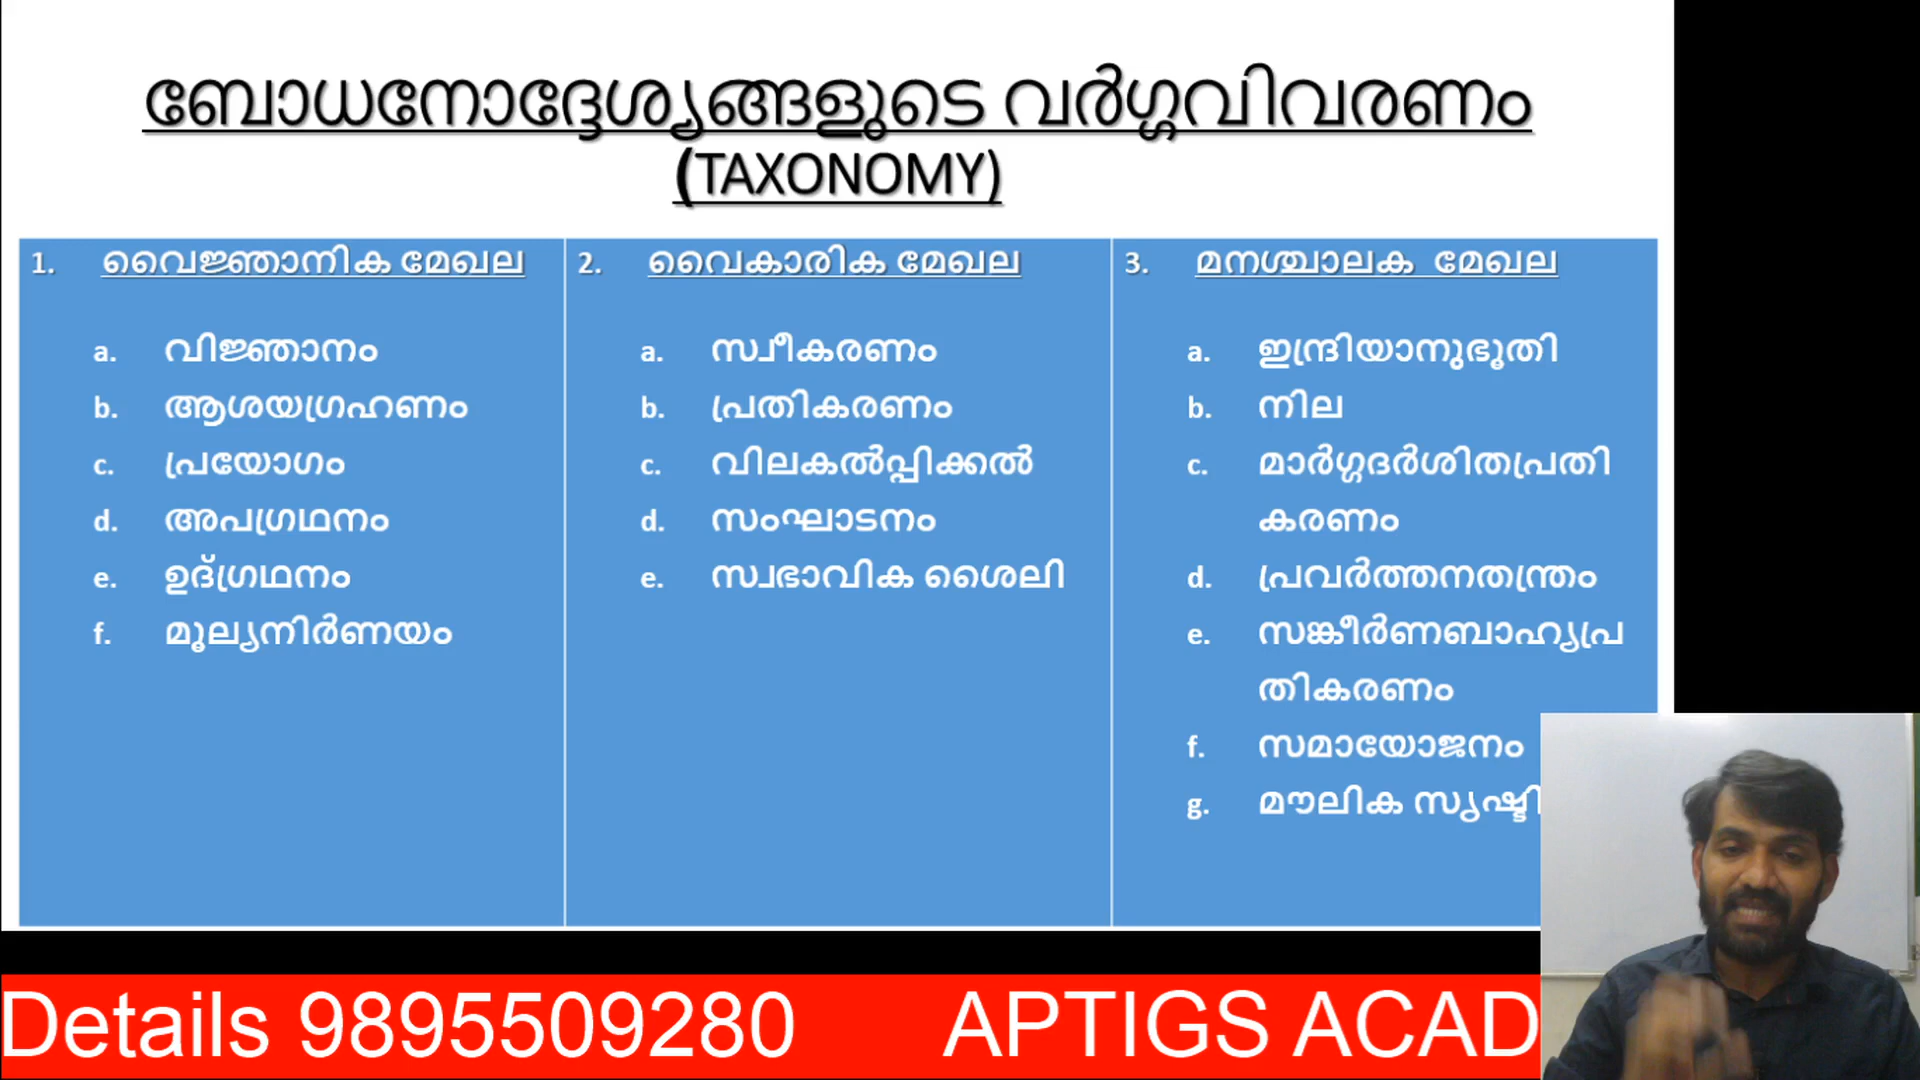 ബോധനോദ്ദേശ്യങ്ങളുടെ വർഗ്ഗവിവരണം
(TAXONOMY)
1. വൈജ്ഞാനിക മേഖല
a. വിജ്ഞാനം
b. ആശയഗ്രഹണം
c. പ്രയോഗം
d. അപഗ്രഥനം
e. ഉദ്ഗ്രഥനം
f. മൂല്യനിർണയം
2. വൈകാരിക മേഖല
a. സ്വീകരണം
b. പ്രതികരണം
c. വിലകൽപ്പിക്കൽ
d. സംഘാടനം
e. സ്വഭാവിക ശൈലി
3. മനശ്ചാലക മേഖല
a. ഇന്ദ്രിയാനുഭൂതി
b. നില
c. മാർഗ്ഗദർശിതപ്രതി
കരണം
d. പ്രവർത്തനതന്ത്രം
e. സങ്കീർണബാഹ്യപ്ര
തികരണം
f. സമായോജനം
g. മൗലിക സൃഷ്ടി
Details 9895509280 APTIGS ACAD